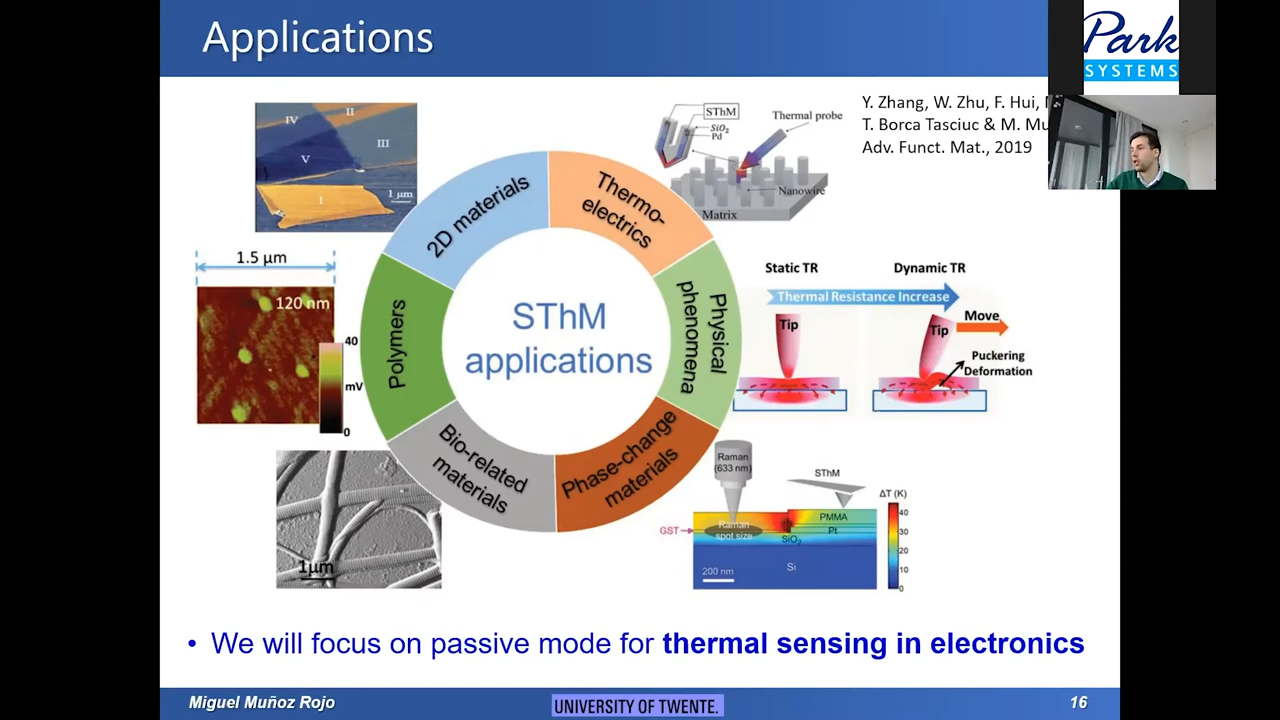 Applications
Park
SYSTEMS
Y. Zhang, W. Zhu, F. Hui,
T. Borca Tasciuc & M.
Adv. Funct. Mat., 2019
IV
II
III
V
I
1 μm
SThM
SiO2
Pd
Thermal probe
Nanowire
Matrix
2D materials
Thermo-
electrics
Physical
phenomena
Phase-change
materials
Bio-related
materials
Polymers
SThM
applications
1.5 μm
120 nm
40
mV
0
Static TR
Dynamic TR
Thermal Resistance Increase
Move
Tip
Tip
Puckering
Deformation
1μm
Raman
(633 nm)
SThM
ΔT (K)
40
30
20
10
0
GST
Raman
spot size
PMMA
Pt
SiO2
Si
200 nm
• We will focus on passive mode for thermal sensing in electronics
Miguel Muñoz Rojo
UNIVERSITY OF TWENTE.
16